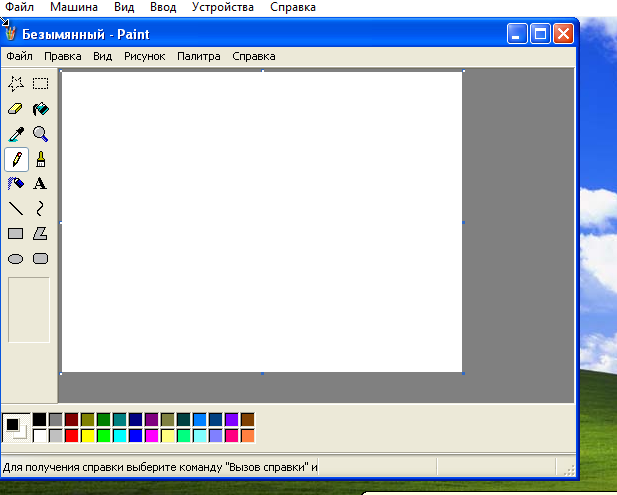 Файл Машина Вид Ввод Устройства Справка
Безымянный - Paint
Файл Правка Вид Рисунок Палитра Справка
A
Для получения справки выберите команду "Вызов справки" и